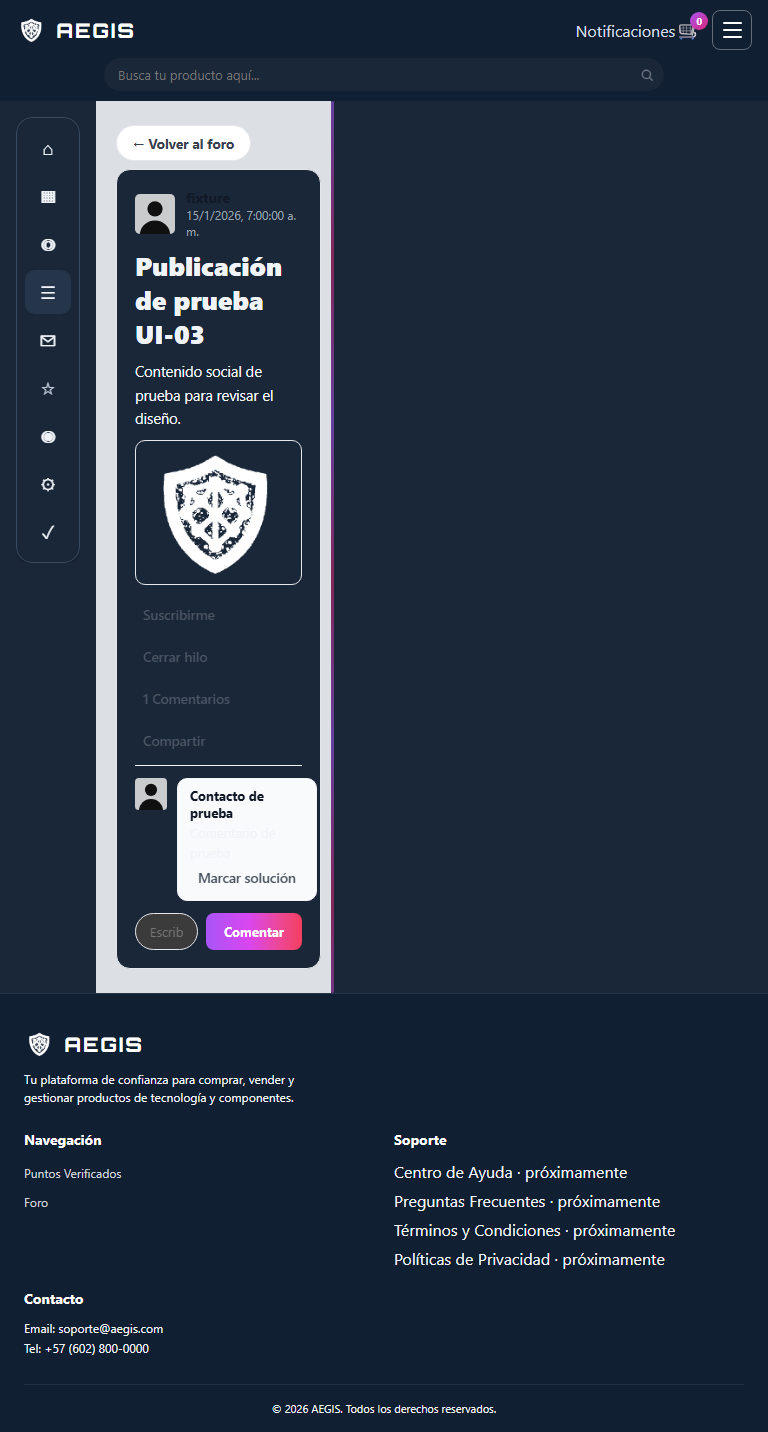 AEGIS
Notificaciones
0
Busca tu producto aquí...
← Volver al foro
fixture
15/1/2026, 7:00:00 a.
m.
Publicación
de prueba
UI-03
Contenido social de
prueba para revisar el
diseño.
Suscribirme
Cerrar hilo
1 Comentarios
Compartir
Contacto de
prueba
Comentario de
prueba
Marcar solución
Escrib
Comentar
AEGIS
Tu plataforma de confianza para comprar, vender y
gestionar productos de tecnología y componentes.
Navegación
Puntos Verificados
Foro
Soporte
Centro de Ayuda · próximamente
Preguntas Frecuentes · próximamente
Términos y Condiciones · próximamente
Políticas de Privacidad · próximamente
Contacto
Email: soporte@aegis.com
Tel: +57 (602) 800-0000
© 2026 AEGIS. Todos los derechos reservados.